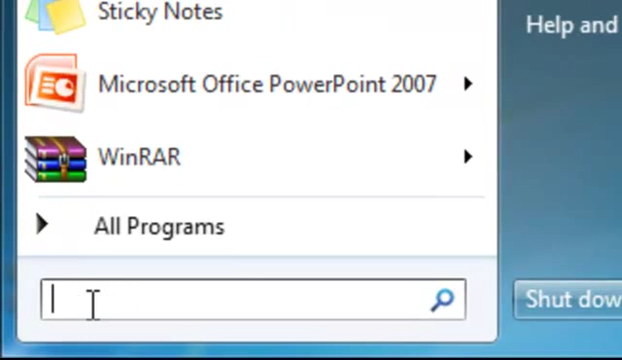 Sticky Notes
Help and
Microsoft Office PowerPoint 2007
WinRAR
All Programs
Shut dow